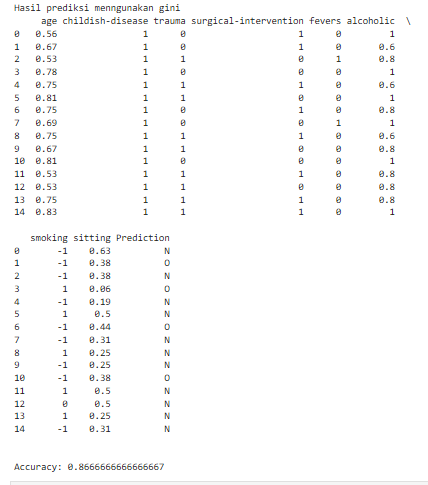 Hasil prediksi menngunakan gini
age childish-disease trauma surgical-intervention fevers alcoholic \
0 0.56 1 0 1 0 1
1 0.67 1 0 1 0 0.6
2 0.53 1 1 0 1 0.8
3 0.78 1 0 0 0 1
4 0.75 1 1 1 0 0.6
5 0.81 1 1 0 0 1
6 0.75 1 0 1 0 0.8
7 0.69 1 0 0 1 1
8 0.75 1 1 1 0 0.6
9 0.67 1 1 0 0 0.8
10 0.81 1 0 0 0 1
11 0.53 1 1 1 0 0.8
12 0.53 1 1 0 0 0.8
13 0.75 1 1 1 0 0.8
14 0.83 1 1 1 0 1
smoking sitting Prediction
0 -1 0.63 N
1 -1 0.38 O
2 -1 0.38 N
3 1 0.06 O
4 -1 0.19 N
5 1 0.5 N
6 -1 0.44 O
7 -1 0.31 N
8 1 0.25 N
9 -1 0.25 N
10 -1 0.38 O
11 1 0.5 N
12 0 0.5 N
13 1 0.25 N
14 -1 0.31 N
Accuracy: 0.8666666666666667